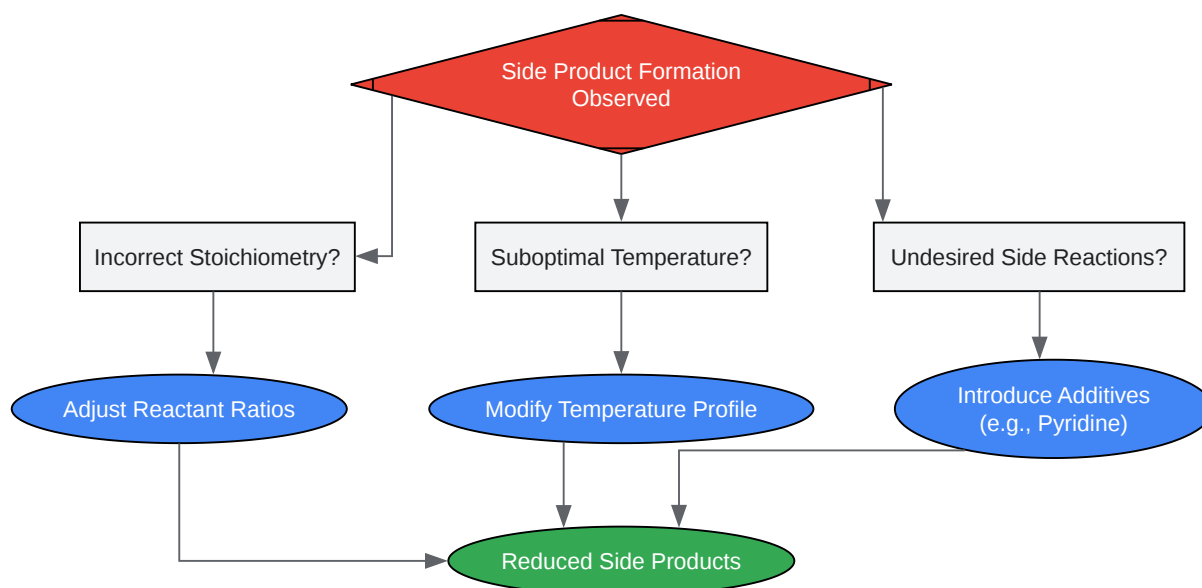 Side Product Formation
Observed
Incorrect Stoichiometry?
Suboptimal Temperature?
Undesired Side Reactions?
Adjust Reactant Ratios
Modify Temperature Profile
Introduce Additives
(e.g., Pyridine)
Reduced Side Products